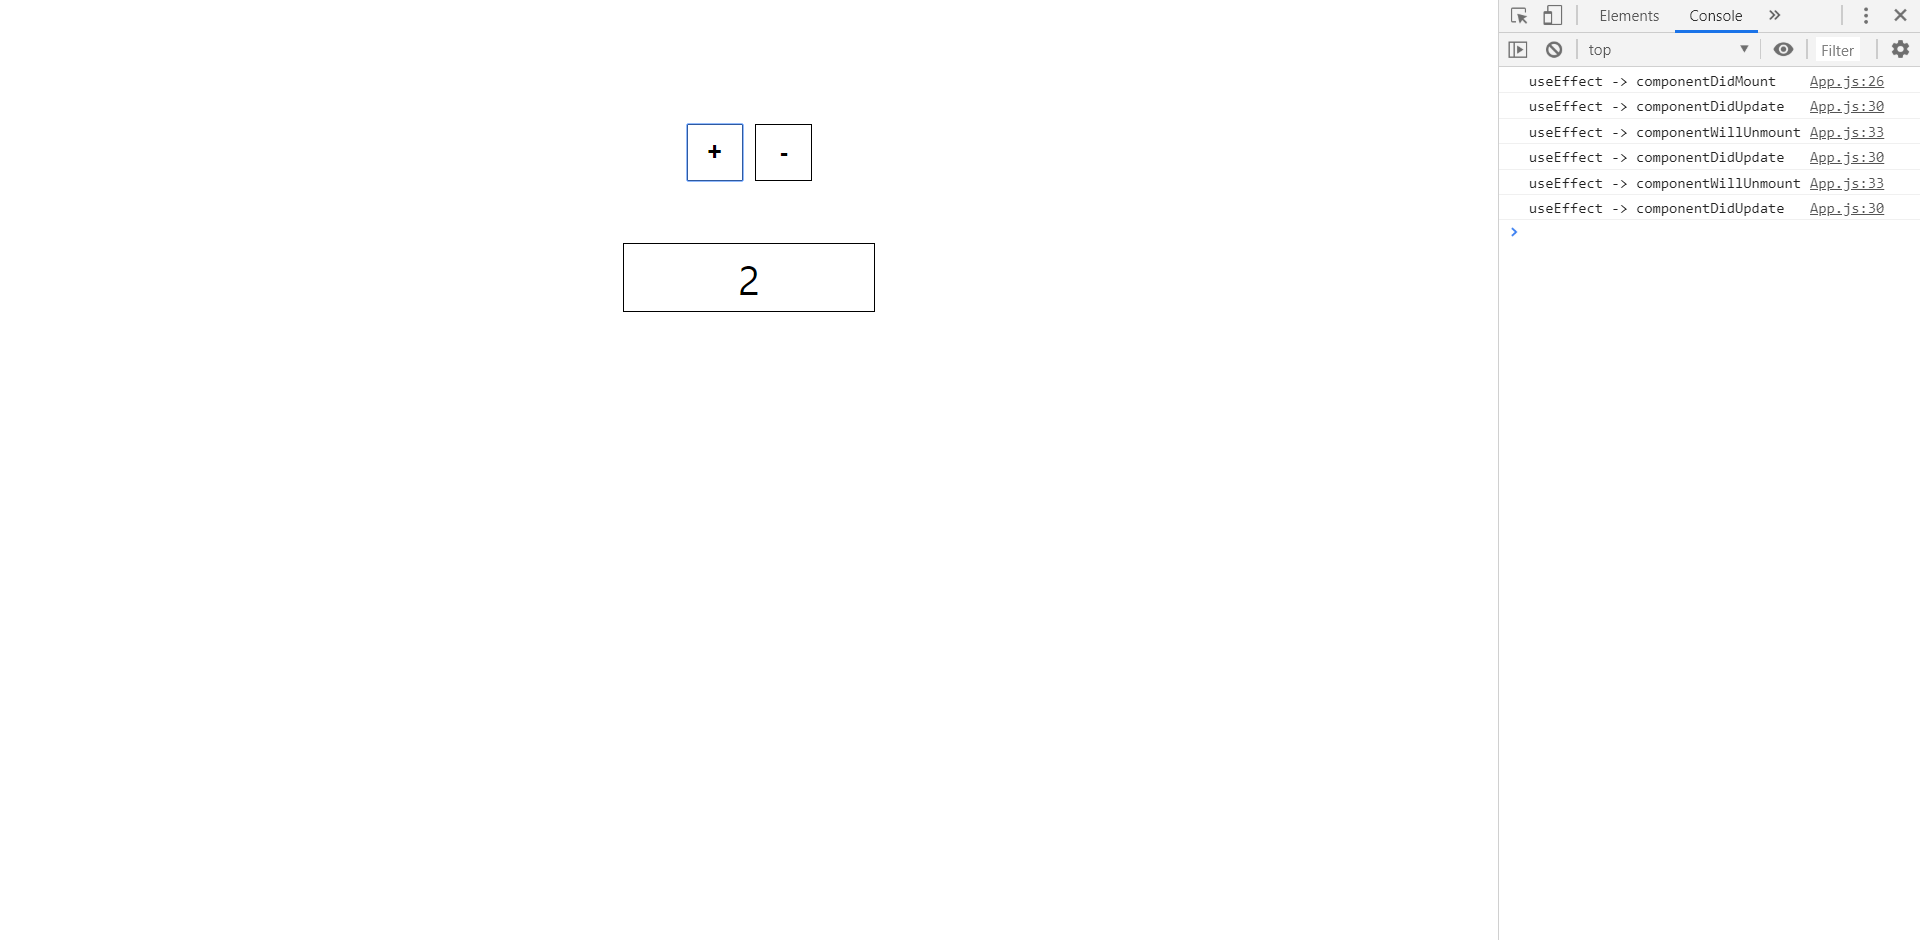 Elements Console
top Filter
useEffect -> componentDidMount App.js:26
useEffect -> componentDidUpdate App.js:30
useEffect -> componentWillUnmount App.js:33
useEffect -> componentDidUpdate App.js:30
useEffect -> componentWillUnmount App.js:33
useEffect -> componentDidUpdate App.js:30
+ -
2